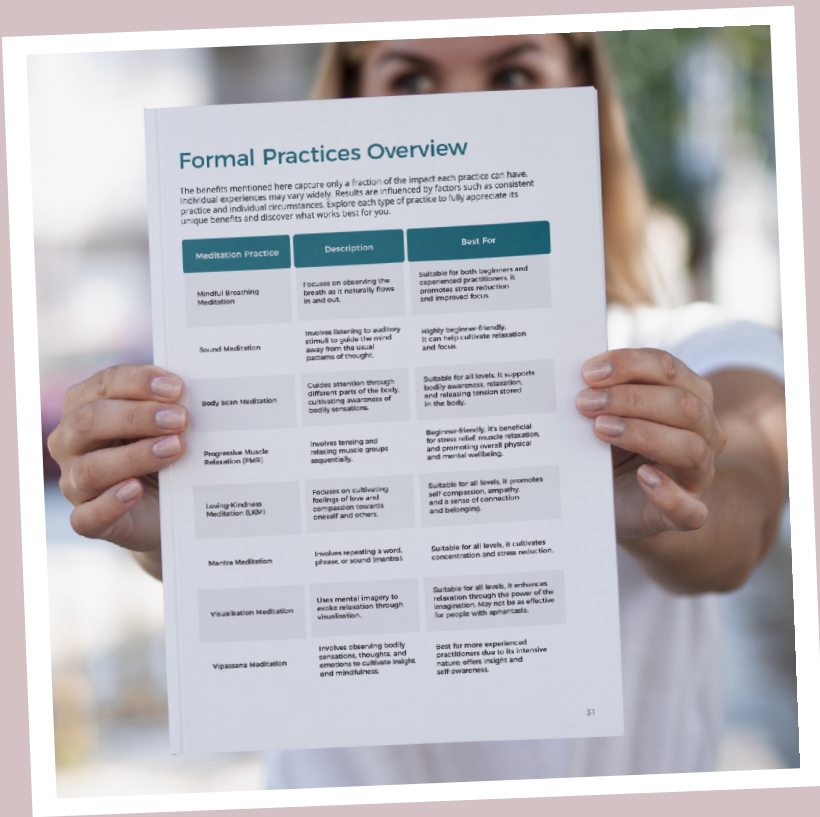 Formal Practices Overview
The benefits mentioned here capture only a fraction of the impact each practice can have.
Individual experiences may vary widely. Results are influenced by factors such as consistent
practice and individual circumstances. Explore each type of practice to fully appreciate its
unique benefits and discover what works best for you.
Meditation Practice
Description
Best For
Mindful Breathing
Meditation
Focuses on observing the
breath as it naturally flows
in and out.
Suitable for both beginners and
experienced practitioners, it
promotes stress reduction
and improved focus.
Sound Meditation
Involves listening to auditory
stimuli to guide the mind
away from the usual
patterns of thought.
Highly beginner-friendly,
it can help cultivate relaxation
and focus.
Body Scan Meditation
Guides attention through
different parts of the body,
cultivating awareness of
bodily sensations.
Suitable for all levels, it supports
bodily awareness, relaxation,
and releasing tension stored
in the body.
Progressive Muscle
Relaxation (PMR)
Involves tensing and
relaxing muscle groups
sequentially.
Beginner-friendly, it's beneficial
for stress relief, muscle relaxation,
and promoting overall physical
and mental wellbeing.
Loving-Kindness
Meditation (LKM)
Focuses on cultivating
feelings of love and
compassion towards
oneself and others.
Suitable for all levels, it promotes
self compassion, empathy,
and a sense of connection
and belonging.
Mantra Meditation
Involves repeating a word,
phrase, or sound (mantra).
Suitable for all levels, it cultivates
concentration and stress reduction.
Visualisation Meditation
Uses mental imagery to
evoke relaxation through
visualisation.
Suitable for all levels, it enhances
relaxation through the power of the
imagination. May not be as effective
for people with aphantasia.
Vipassana Meditation
Involves observing bodily
sensations, thoughts, and
emotions to cultivate insight
and mindfulness.
Best for more experienced
practitioners due to its intensive
nature; offers insight and
self-awareness.
31